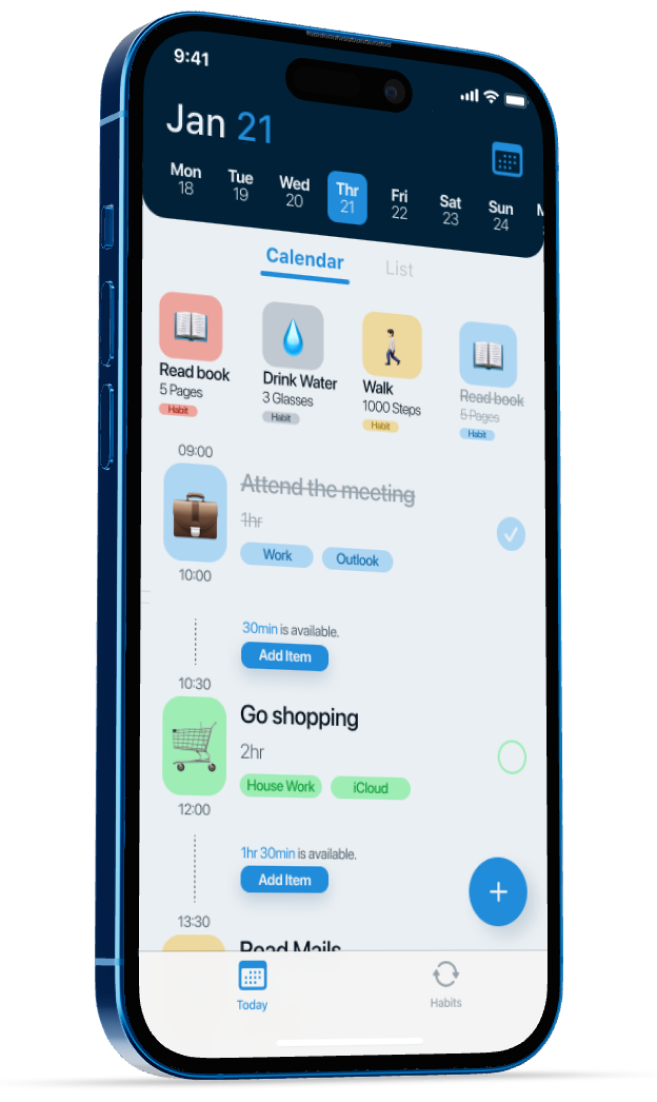 9:41
Jan 21
Mon Tue Wed Thr Fri Sat Sun
18 19 20 21 22 23 24
Calendar List
Read book Drink Water Walk Read book
5 Pages 3 Glasses 1000 Steps 5 Pages
Habit Habit Habit Habit
09:00
Attend the meeting
1hr
Work Outlook
10:00
30min is available.
Add Item
10:30
Go shopping
2hr
House Work iCloud
12:00
1hr 30min is available.
Add Item
13:30
Read Mails
Today Habits